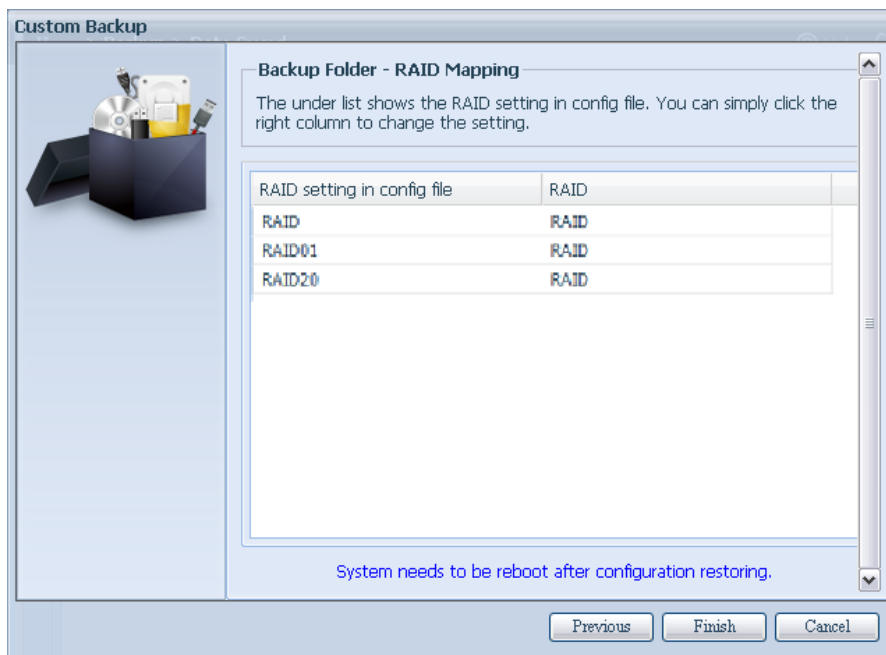 Custom Backup
Backup Folder - RAID Mapping
The under list shows the RAID setting in config file. You can simply click the
right column to change the setting.
RAID setting in config file RAID
RAID RAID
RAID01 RAID
RAID20 RAID
System needs to be reboot after configuration restoring.
Previous Finish Cancel